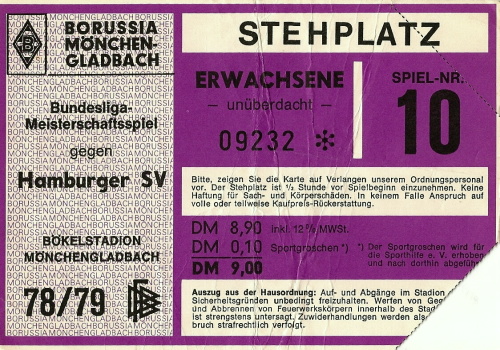 BORUSSIA
MÖNCHEN-
GLADBACH
Bundesliga-
Meisterschaftsspiel
gegen
Hamburger SV
BÖKELSTADION
MÖNCHENGLADBACH
78/79
STEHPLATZ
ERWACHSENE
– unüberdacht –
09232 *
SPIEL-NR.
10
Bitte, zeigen Sie die Karte auf Verlangen unserem Ordnungspersonal
vor. Der Stehplatz ist ½ Stunde vor Spielbeginn einzunehmen. Keine
Haftung für Sach- und Körperschäden. In keinem Falle Anspruch auf
volle oder teilweise Kaufpreis-Rückerstattung.
DM 8,90 inkl. 12% MWSt.
DM 0,10 Sportgroschen *)
DM 9,00
*) Der Sportgroschen wird für
die Sporthilfe e. V. erhoben
und nach dorthin abgeführt
Auszug aus der Hausordnung: Auf- und Abgänge im Stadion
Sicherheitsgründen unbedingt freizuhalten. Werfen von Geg
und Abbrennen von Feuerwerkskörpern innerhalb des Stad
ist strengstens untersagt. Zuwiderhandlungen werden als
bruch strafrechtlich verfolgt.